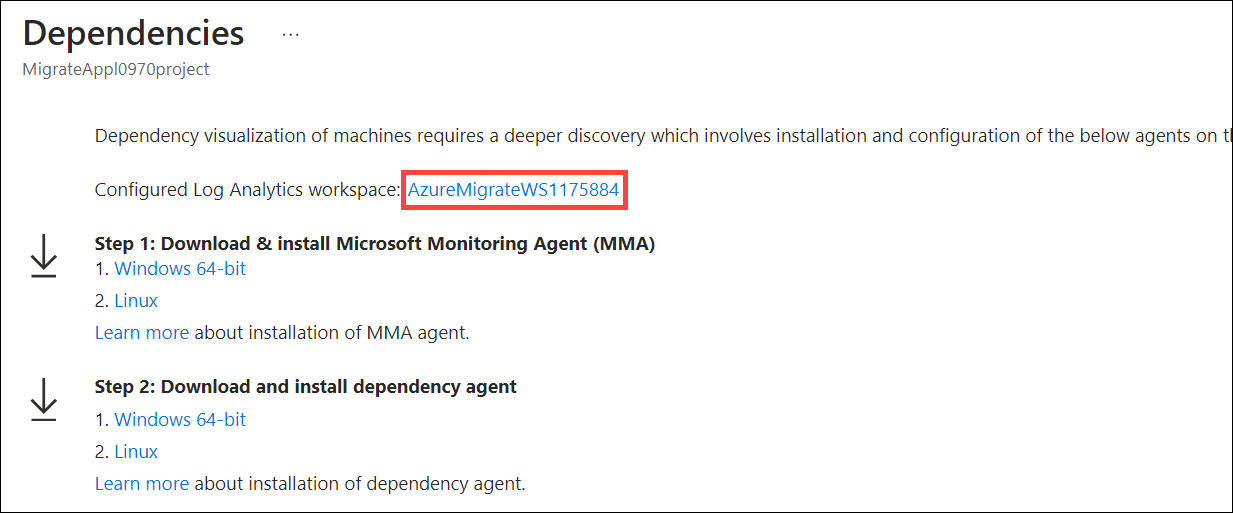 Dependencies ...
MigrateAppl0970project
Dependency visualization of machines requires a deeper discovery which involves installation and configuration of the below agents on
Configured Log Analytics workspace: AzureMigrateWS1175884
Step 1: Download & install Microsoft Monitoring Agent (MMA)
1. Windows 64-bit
2. Linux
Learn more about installation of MMA agent.
Step 2: Download and install dependency agent
1. Windows 64-bit
2. Linux
Learn more about installation of dependency agent.